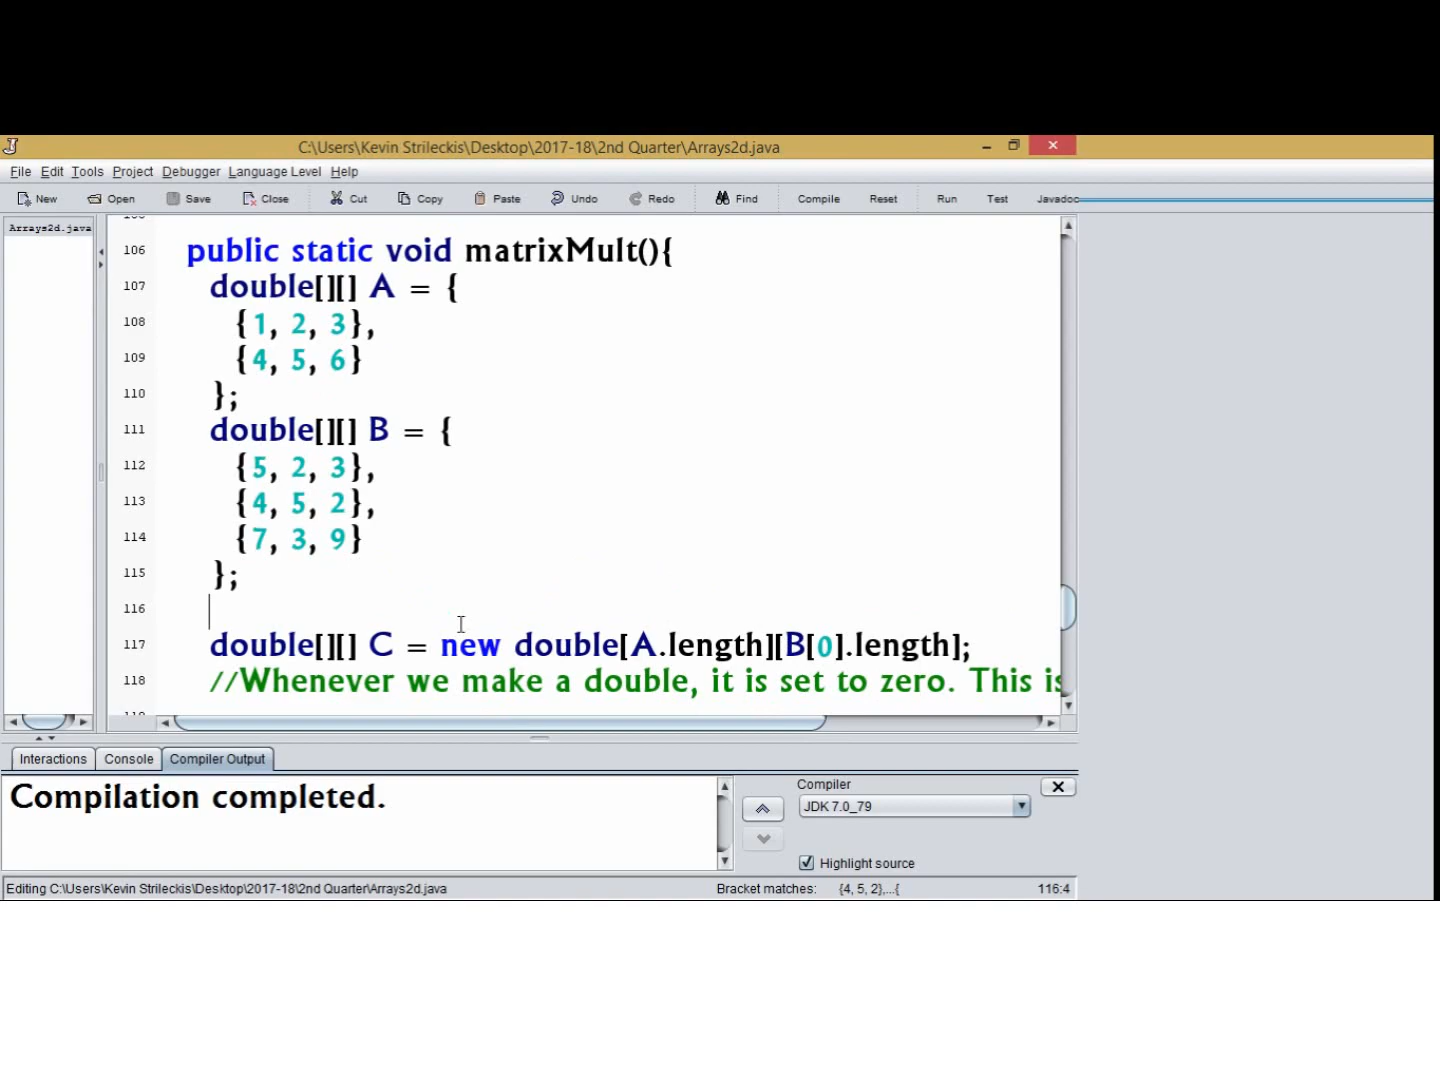 C:\Users\Kevin Strileckis\Desktop\2017-18\2nd Quarter\Arrays2d.java
File Edit Tools Project Debugger Language Level Help
New Open Save Close Cut Copy Paste Undo Redo Find Compile Reset Run Test Javadoc
Arrays2d.java
106 public static void matrixMult(){
107 double[][] A = {
108 {1, 2, 3},
109 {4, 5, 6}
110 };
111 double[][] B = {
112 {5, 2, 3},
113 {4, 5, 2},
114 {7, 3, 9}
115 };
116
117 double[][] C = new double[A.length][B[0].length];
118 //Whenever we make a double, it is set to zero. This is
Interactions Console Compiler Output
Compilation completed.
Compiler
JDK 7.0_79
Highlight source
Editing C:\Users\Kevin Strileckis\Desktop\2017-18\2nd Quarter\Arrays2d.java
Bracket matches: {4, 5, 2},...{ 116:4